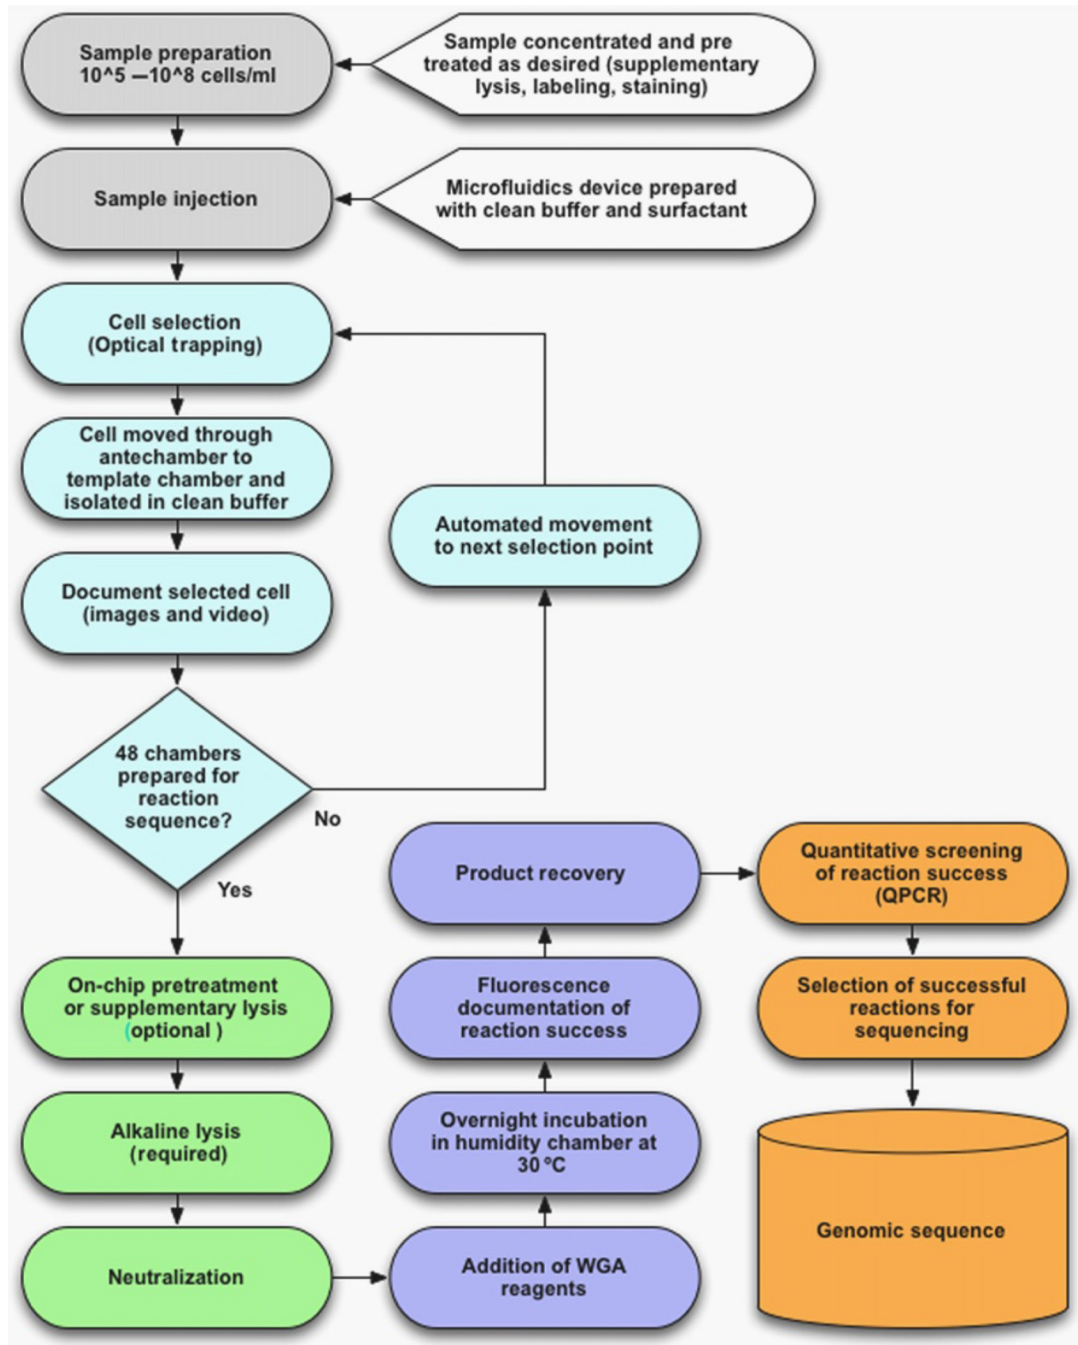 Sample preparation
10^5 —10^8 cells/ml
Sample concentrated and pre
treated as desired (supplementary
lysis, labeling, staining)
Sample injection
Microfluidics device prepared
with clean buffer and surfactant
Cell selection
(Optical trapping)
Cell moved through
antechamber to
template chamber and
isolated in clean buffer
Automated movement
to next selection point
Document selected cell
(images and video)
48 chambers
prepared for
reaction
sequence?
No
Yes
On-chip pretreatment
or supplementary lysis
(optional )
Alkaline lysis
(required)
Neutralization
Addition of WGA
reagents
Overnight incubation
in humidity chamber at
30 ºC
Fluorescence
documentation of
reaction success
Product recovery
Quantitative screening
of reaction success
(QPCR)
Selection of successful
reactions for
sequencing
Genomic sequence